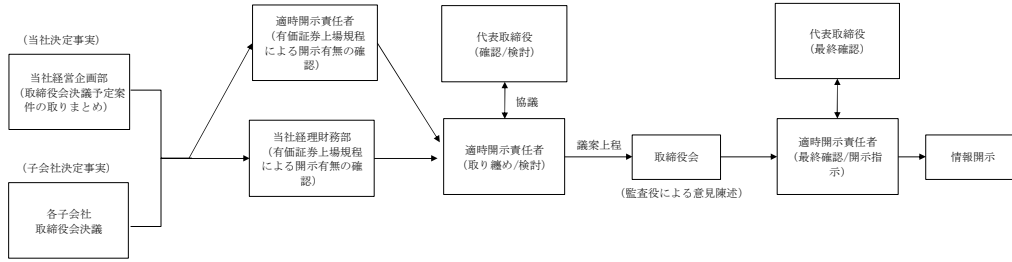 (当社決定事実)
当社経営企画部
(取締役会決議予定案
件の取りまとめ)
(子会社決定事実)
各子会社
取締役会決議
適時開示責任者
(有価証券上場規程
による開示有無の確
認)
当社経理財務部
(有価証券上場規程
による開示有無の確
認)
代表取締役
(確認/検討)
協議
適時開示責任者
(取り纏め/検討)
議案上程
取締役会
(監査役による意見陳述)
代表取締役
(最終確認)
適時開示責任者
(最終確認/開示指
示)
情報開示